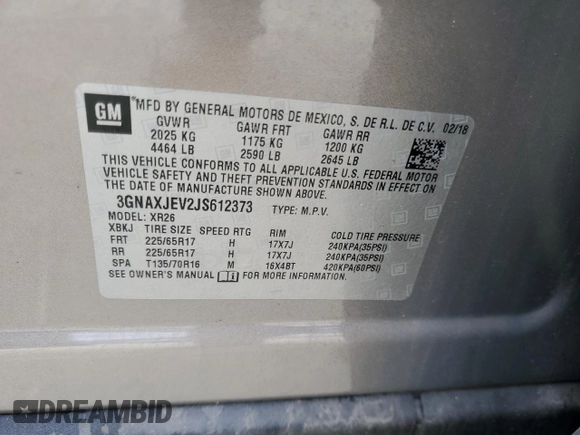 GM
MFD BY GENERAL MOTORS DE MEXICO, S. DE R.L. DE C.V. 02/18
GVWR GAWR FRT GAWR RR
2025 KG 1175 KG 1200 KG
4464 LB 2590 LB 2645 LB
THIS VEHICLE CONFORMS TO ALL APPLICABLE U.S. FEDERAL MOTOR
VEHICLE SAFETY AND THEFT PREVENTION STANDARDS IN EFFECT ON
THE DATE OF MANUFACTURE SHOWN ABOVE.
3GNAXJEV2JS612373 TYPE: M.P.V.
MODEL: XR26
XBKJ TIRE SIZE SPEED RTG RIM COLD TIRE PRESSURE
FRT 225/65R17 H 17X7J 240KPA(35PSI)
RR 225/65R17 H 17X7J 240KPA(35PSI)
SPA T135/70R16 M 16X4BT 420KPA(60PSI)
SEE OWNER'S MANUAL FOR MORE INFORMATION.
DREAMBID